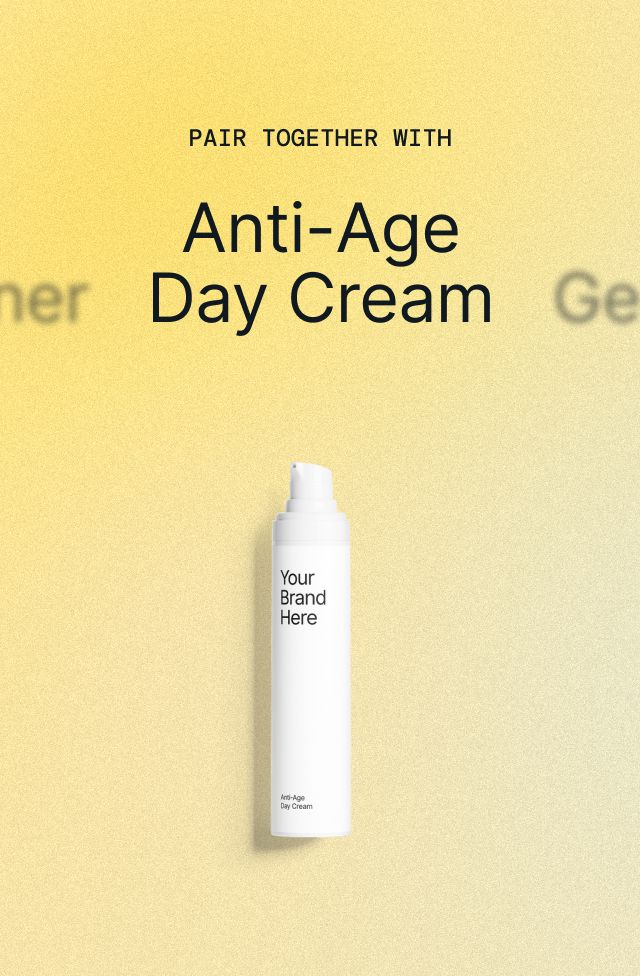 PAIR TOGETHER WITH
Anti-Age
Day Cream
Your
Brand
Here
Anti-Age
Day Cream